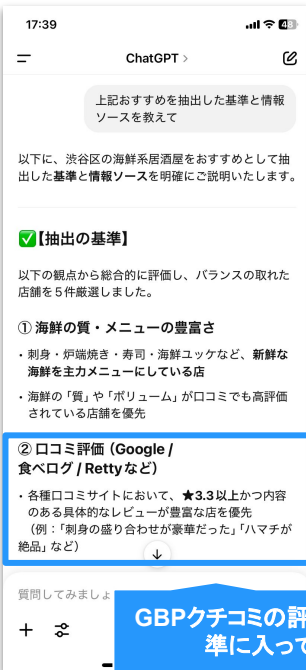 17:39
43
ChatGPT >
上記おすすめを抽出した基準と情報
ソースを教えて
以下に、渋谷区の海鮮系居酒屋をおすすめとして抽
出した基準と情報ソースを明確にご説明いたします。
✅【抽出の基準】
以下の観点から総合的に評価し、バランスの取れた
店舗を5件厳選しました。
① 海鮮の質・メニューの豊富さ
・刺身・炉端焼き・寿司・海鮮ユッケなど、新鮮な
海鮮を主力メニューにしている店
・海鮮の「質」や「ボリューム」が口コミでも高評価
されている店舗を優先
② 口コミ評価（Google /
食べログ / Rettyなど）
・各種口コミサイトにおいて、★3.3以上かつ内容
のある具体的なレビューが豊富な店を優先
（例：「刺身の盛り合わせが豪華だった」「ハマチが
絶品」など）
質問してみましょ
GBPクチコミの評
準に入って